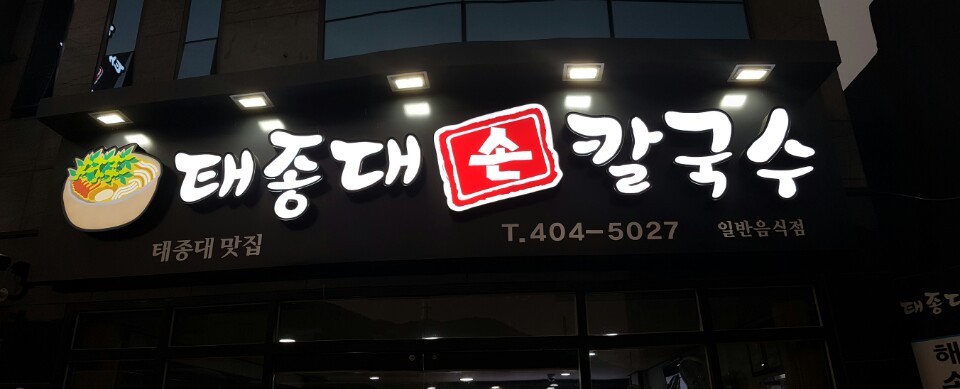 태종대 손 칼국수
태종대 맛집 T.404-5027 일반음식점
태종대
해